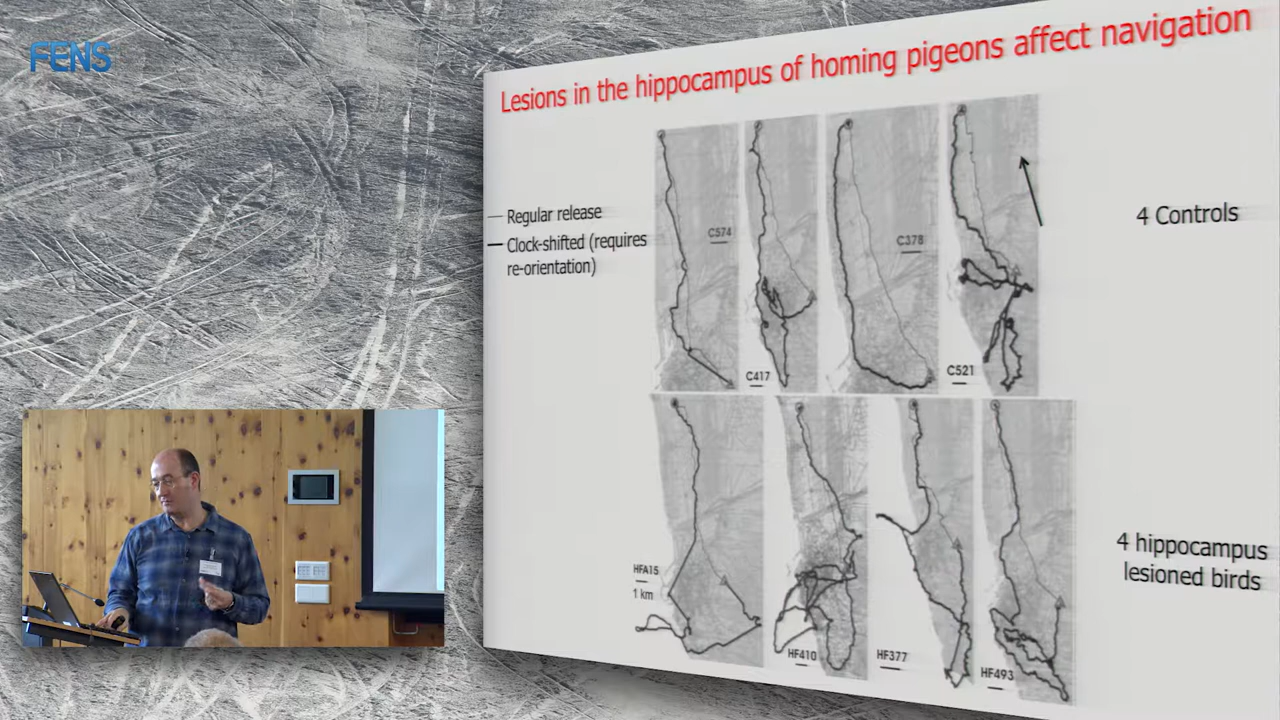 FENS
Lesions in the hippocampus of homing pigeons affect navigation
Regular release
Clock-shifted (requires
re-orientation)
C574
C417
C378
C521
4 Controls
HFA15
1 km
HF410
HF377
HF493
4 hippocampus
lesioned birds